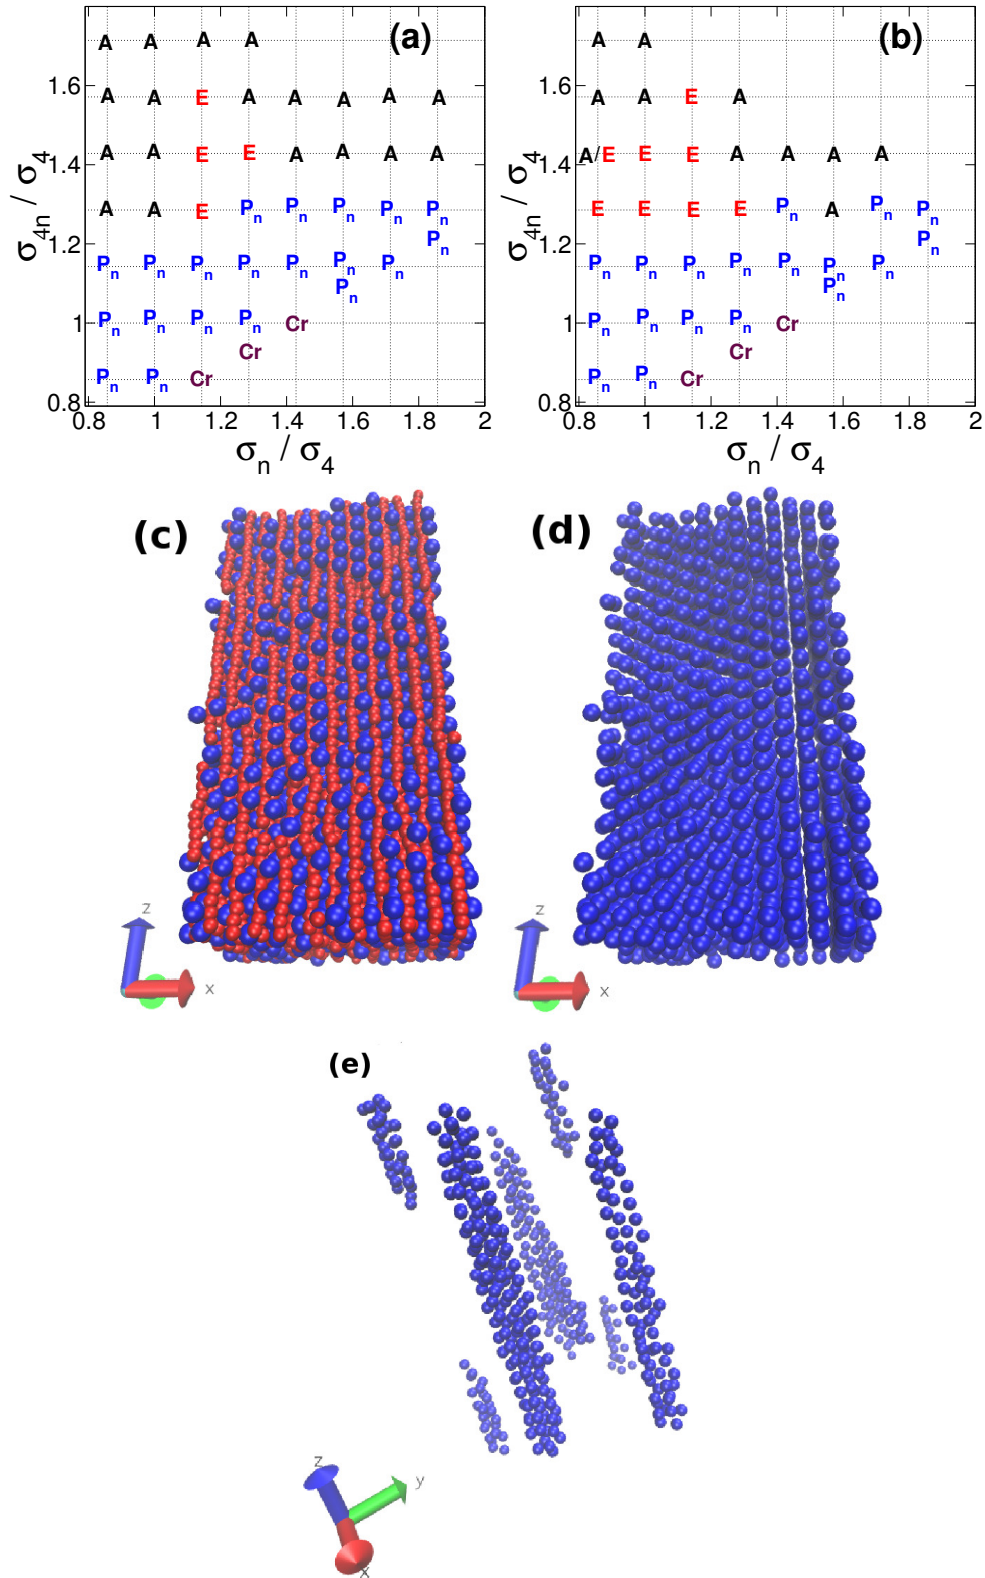 (a)
A A A A
1.6 A A E A A A A A
1.4 A A E E A A A A
A A E Pn Pn Pn Pn Pn
Pn
1.2
Pn Pn Pn Pn Pn Pn Pn
Pn
1 Pn Pn Pn Pn Cr
Cr
Pn Pn Cr
0.8
0.8 1 1.2 1.4 1.6 1.8 2
σ4n / σ4
σn / σ4
(b)
A A
1.6 A A E A
1.4 A/E E E A A A A
E E E E Pn A Pn Pn
Pn
1.2
Pn Pn Pn Pn Pn Pn Pn
Pn
1 Pn Pn Pn Pn Cr
Cr
Pn Pn Cr
0.8
0.8 1 1.2 1.4 1.6 1.8 2
σ4n / σ4
σn / σ4
(c)
z
x
(d)
z
x
(e)
z
y
x